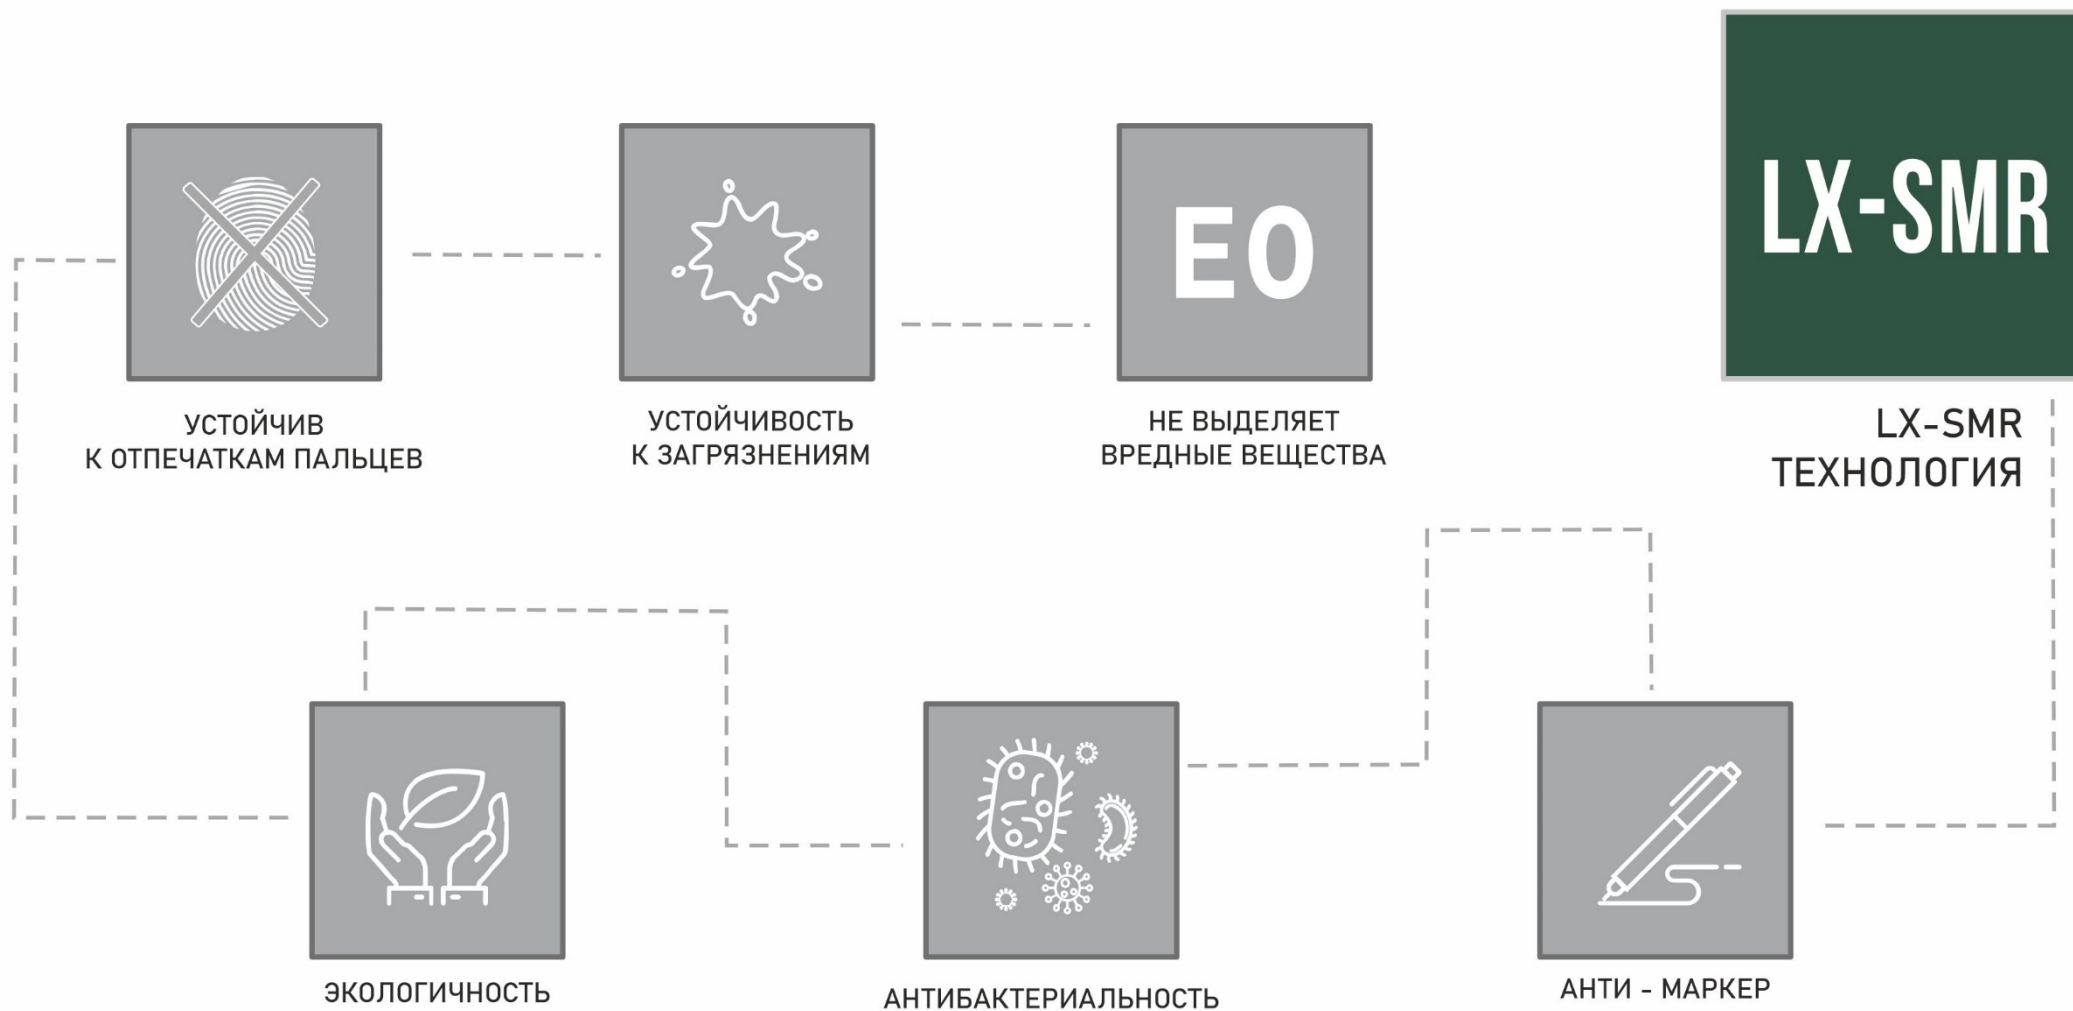 LX-SMR
EO
УСТОЙЧИВ
К ОТПЕЧАТКАМ ПАЛЬЦЕВ
УСТОЙЧИВОСТЬ
К ЗАГРЯЗНЕНИЯМ
НЕ ВЫДЕЛЯЕТ
ВРЕДНЫЕ ВЕЩЕСТВА
LX-SMR
ТЕХНОЛОГИЯ
ЭКОЛОГИЧНОСТЬ
АНТИБАКТЕРИАЛЬНОСТЬ
АНТИ - МАРКЕР